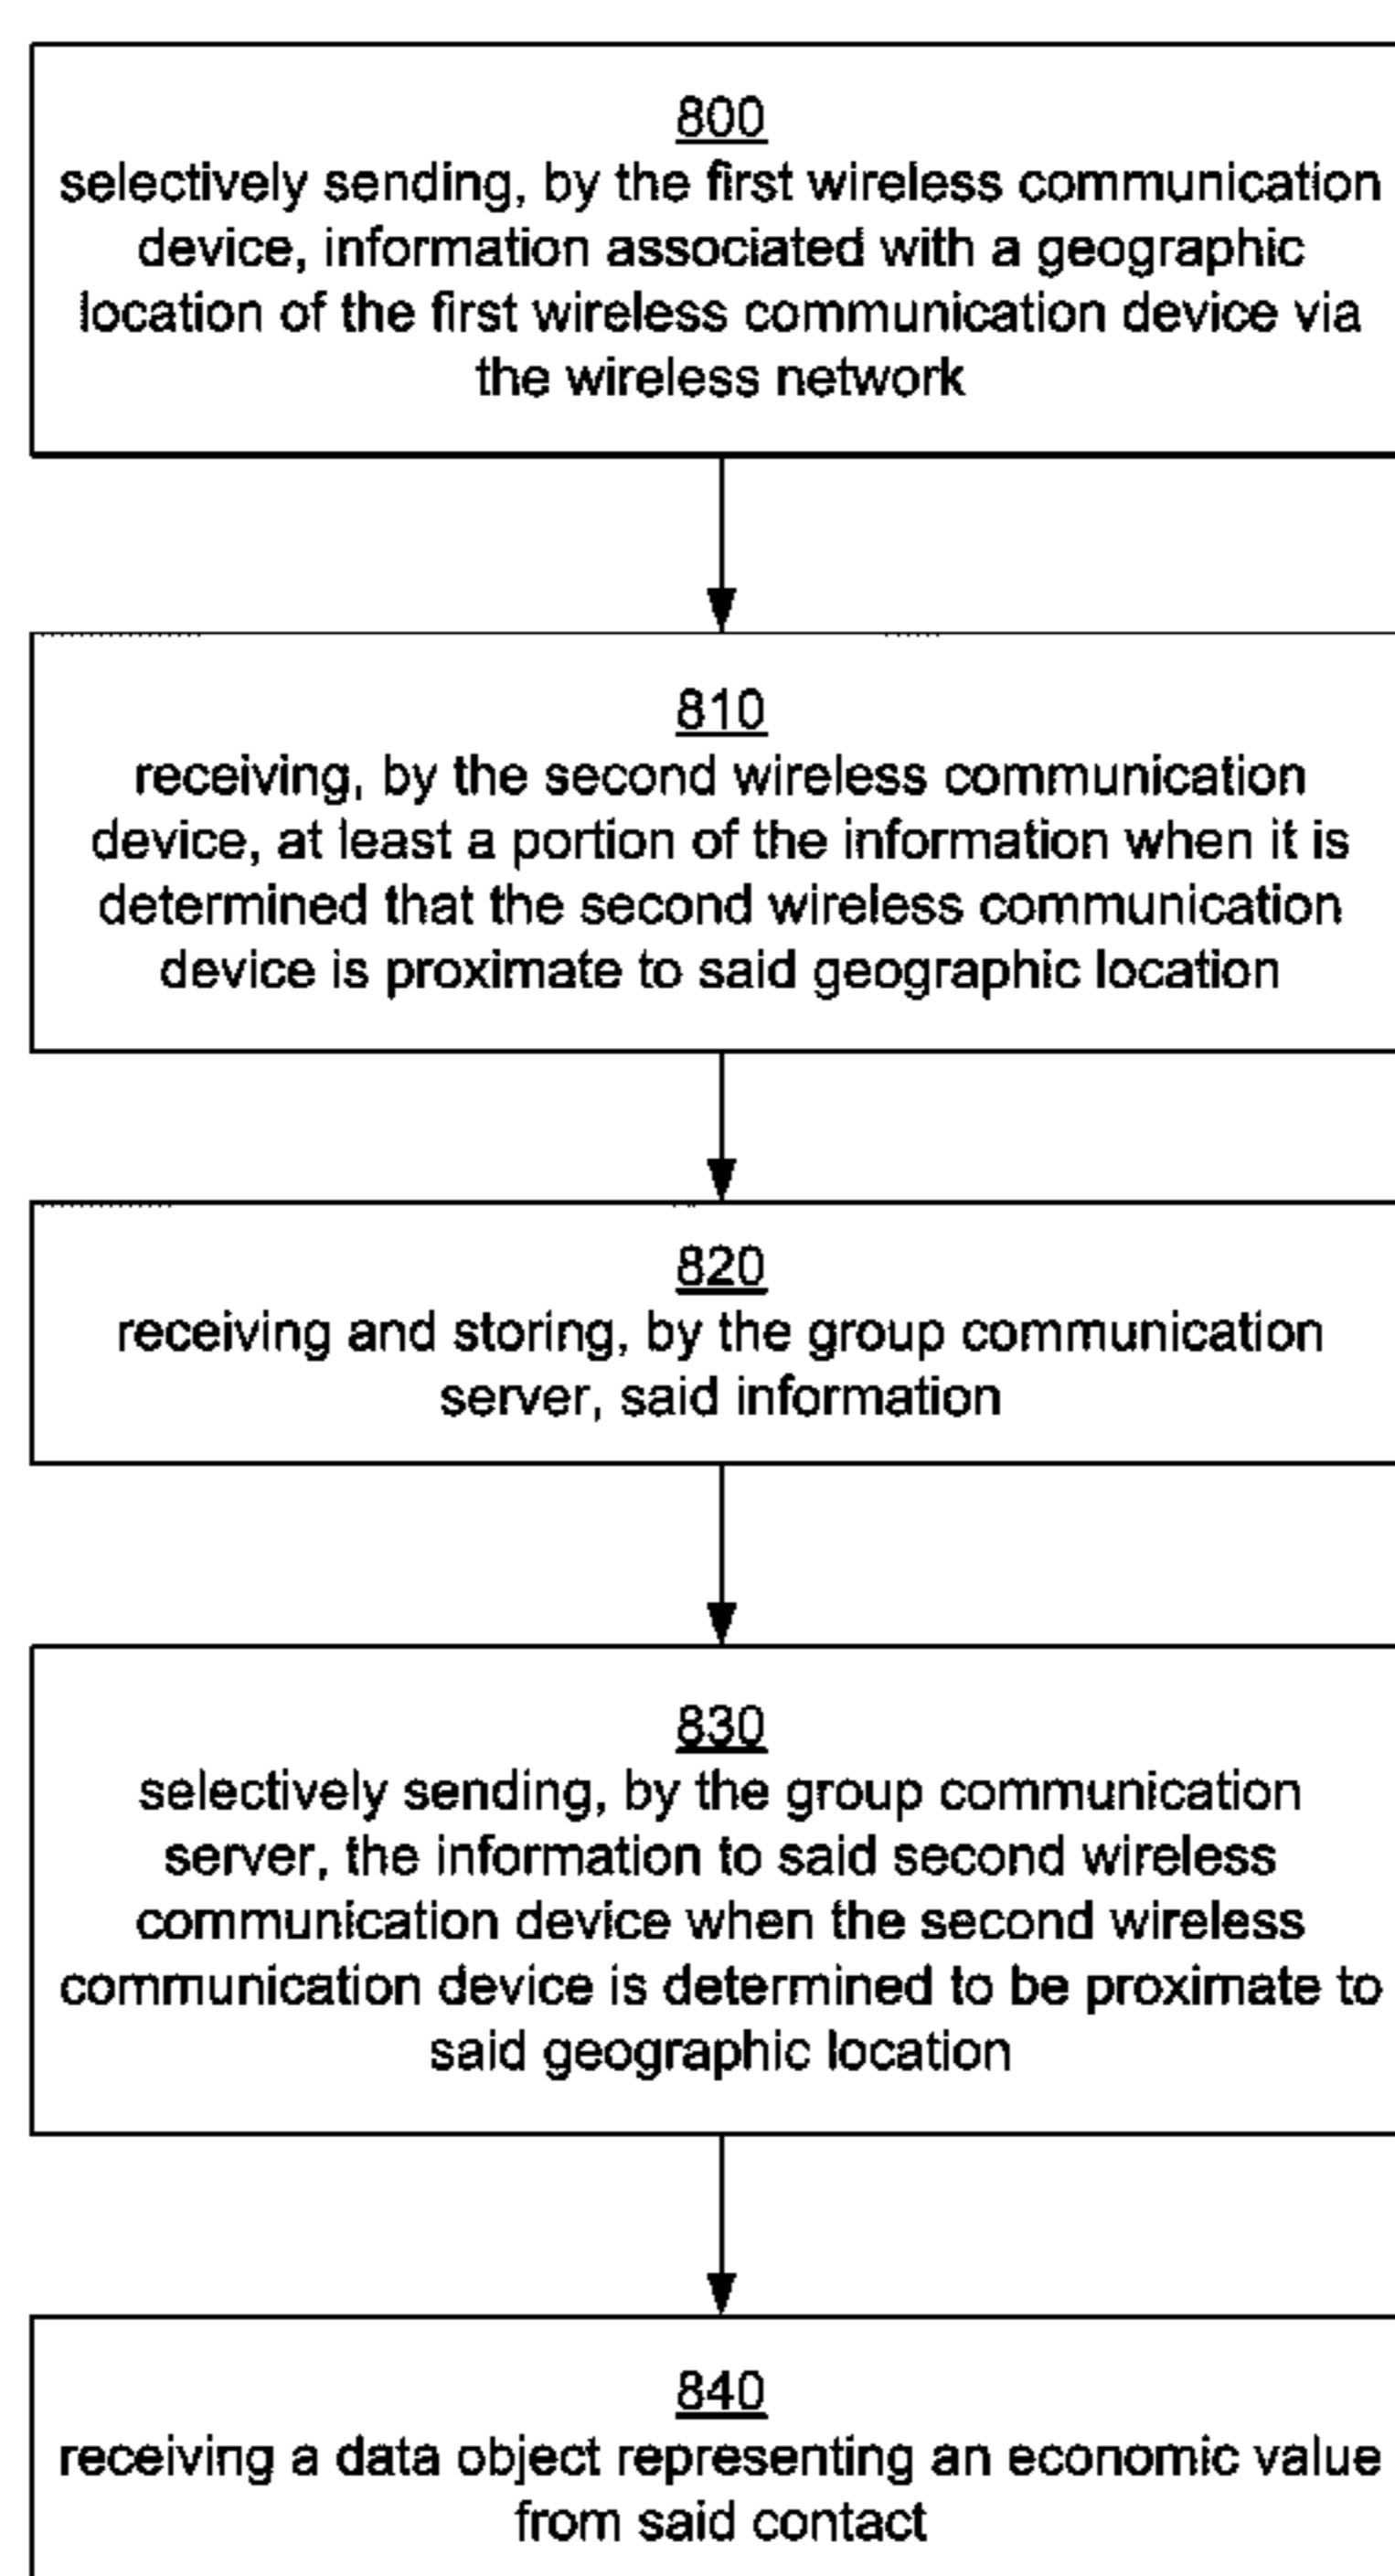 800
selectively sending, by the first wireless communication
device, information associated with a geographic
location of the first wireless communication device via
the wireless network
810
receiving, by the second wireless communication
device, at least a portion of the information when it is
determined that the second wireless communication
device is proximate to said geographic location
820
receiving and storing, by the group communication
server, said information
830
selectively sending, by the group communication
server, the information to said second wireless
communication device when the second wireless
communication device is determined to be proximate to
said geographic location
840
receiving a data object representing an economic value
from said contact